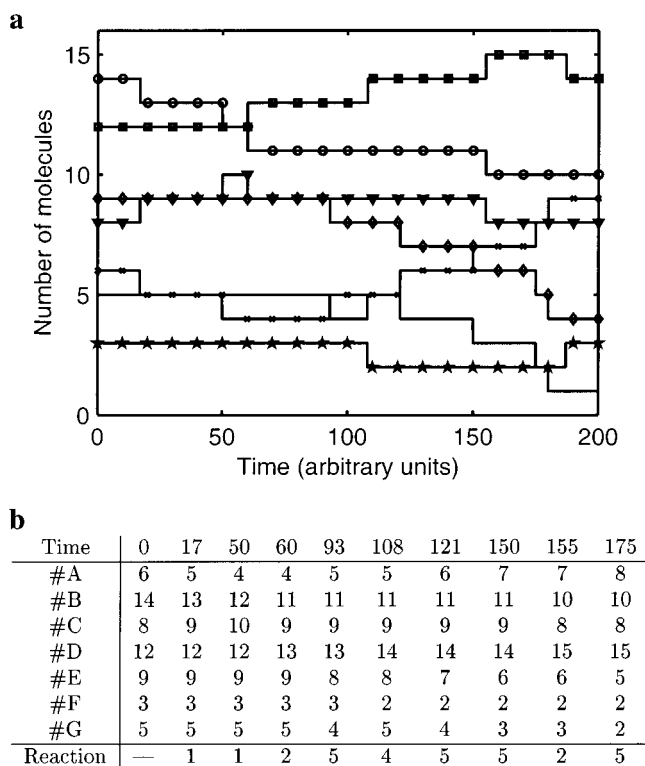 a
15
10
5
0
Number of molecules
0 50 100 150 200
Time (arbitrary units)
b
Time 0 17 50 60 93 108 121 150 155 175
#A 6 5 4 4 5 5 6 7 7 8
#B 14 13 12 11 11 11 11 11 10 10
#C 8 9 10 9 9 9 9 9 8 8
#D 12 12 12 13 13 14 14 14 15 15
#E 9 9 9 9 8 8 7 6 6 5
#F 3 3 3 3 3 2 2 2 2 2
#G 5 5 5 5 4 5 4 3 3 2
Reaction — 1 1 2 5 4 5 5 2 5